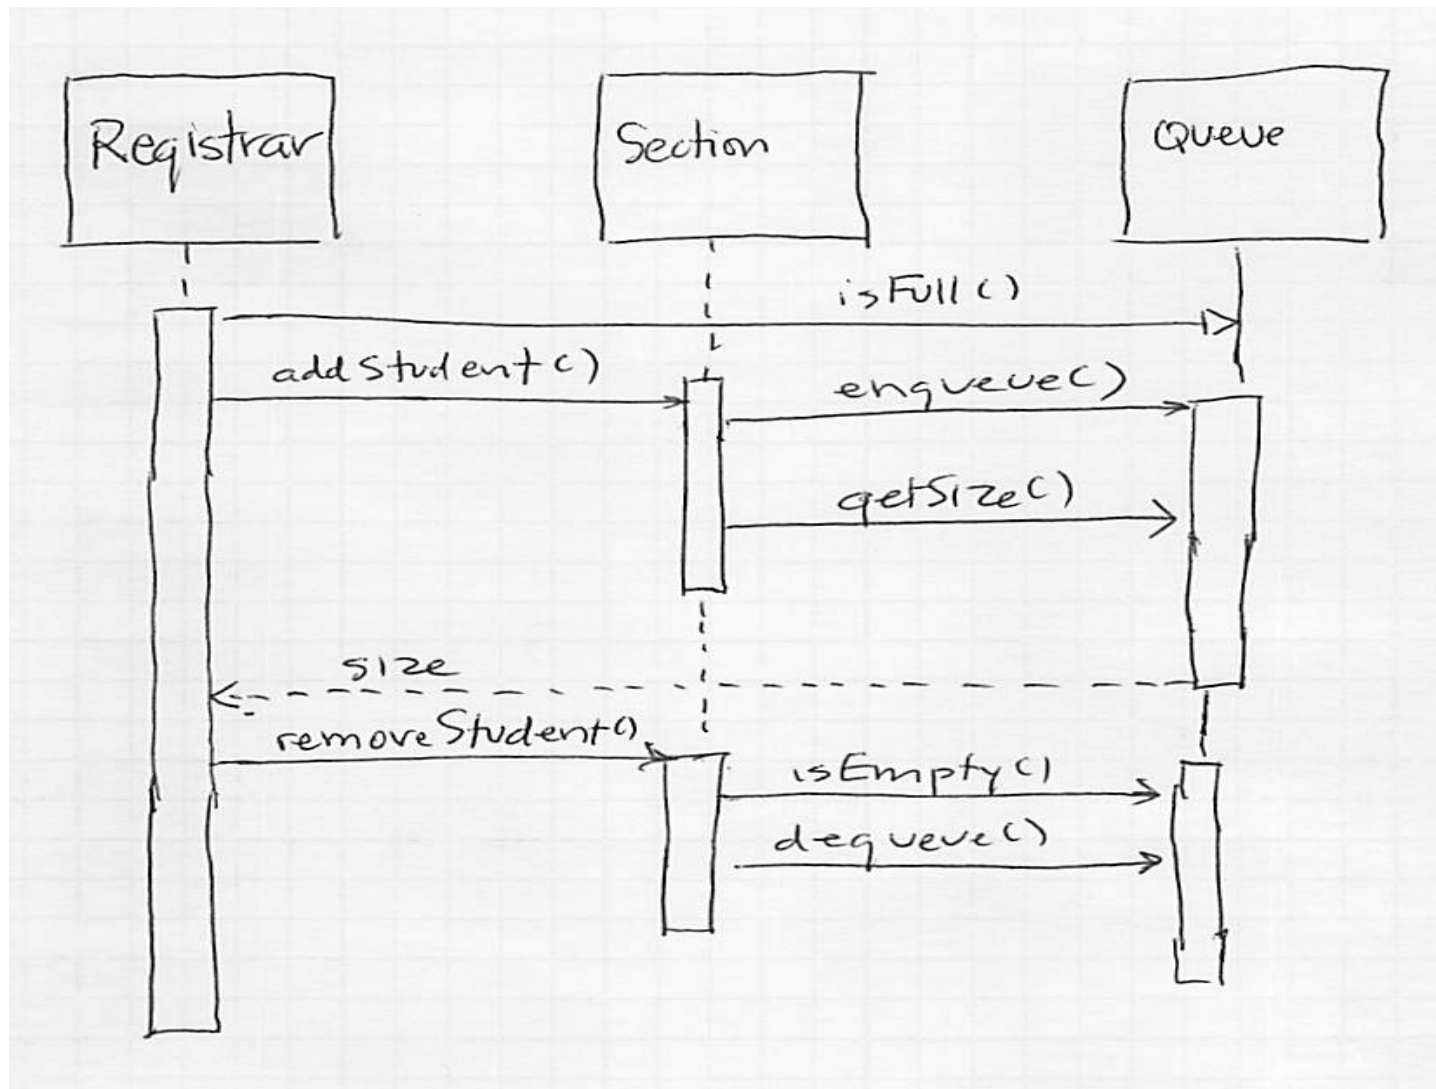 Registrar
Section
Queue
isFull()
addStudent()
enqueue()
getSize()
size
removeStudent()
isEmpty()
dequeue()